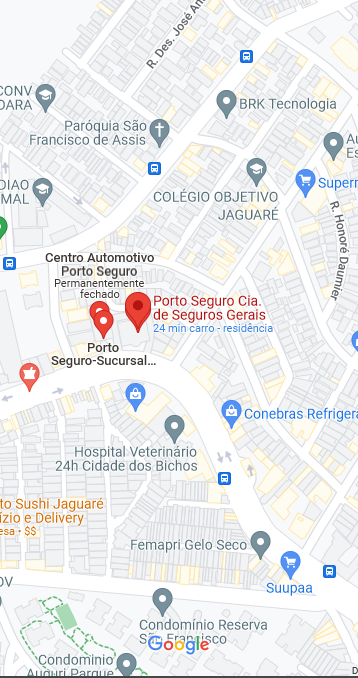 R. Des. José An
CONV
OARA
BRK Tecnologia
Paróquia São
Francisco de Assis
A
Es
DIAO
MAL
COLÉGIO OBJETIVO
JAGUARÉ
Superm
R. Honoré Daumier
Centro Automotivo
Porto Seguro
Permanentemente
fechado
Porto Seguro Cia.
de Seguros Gerais
24 min carro - residência
Porto
Seguro-Sucursal...
Conebras Refrigera
Hospital Veterinário
24h Cidade dos Bichos
to Sushi Jaguaré
ízio e Delivery
esa • $$
Femapri Gelo Seco
Suupaa
OV
Condomínio Reserva
São Francisco
Google
Condominio
Auguri Parque
D